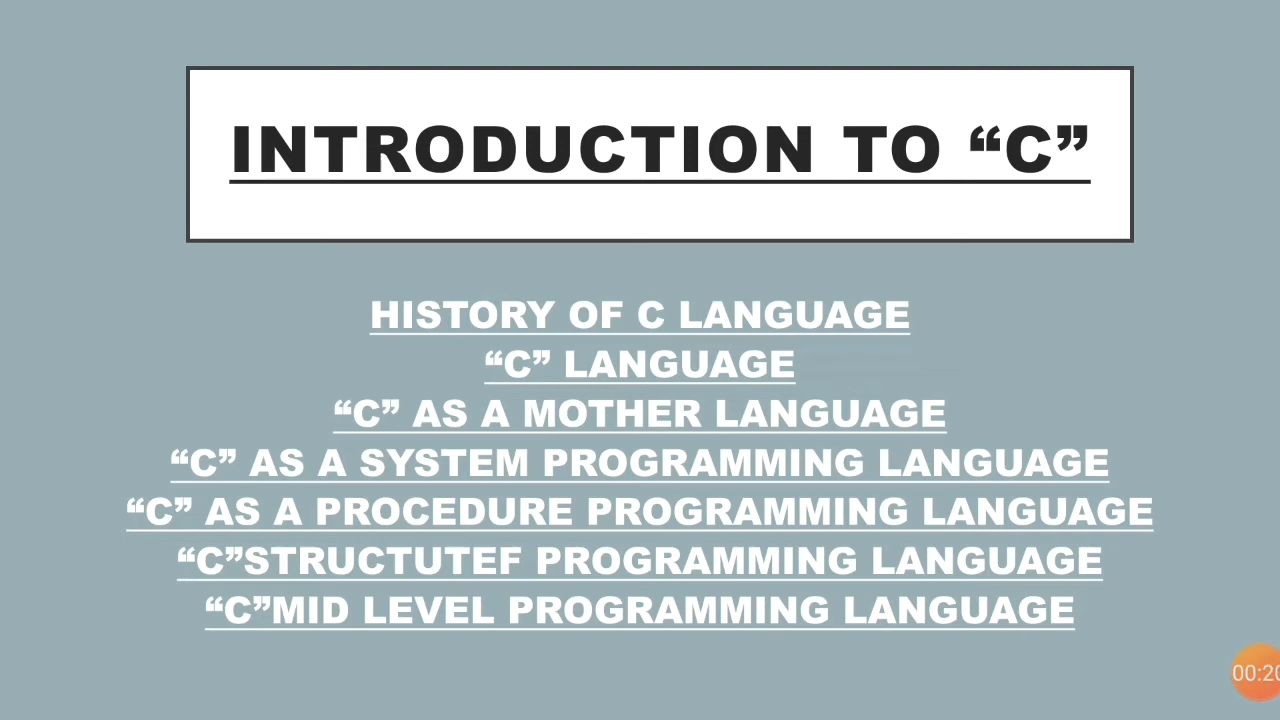 INTRODUCTION TO “C”
HISTORY OF C LANGUAGE
“C” LANGUAGE
“C” AS A MOTHER LANGUAGE
“C” AS A SYSTEM PROGRAMMING LANGUAGE
“C” AS A PROCEDURE PROGRAMMING LANGUAGE
“C”STRUCTUTEF PROGRAMMING LANGUAGE
“C”MID LEVEL PROGRAMMING LANGUAGE
00:20